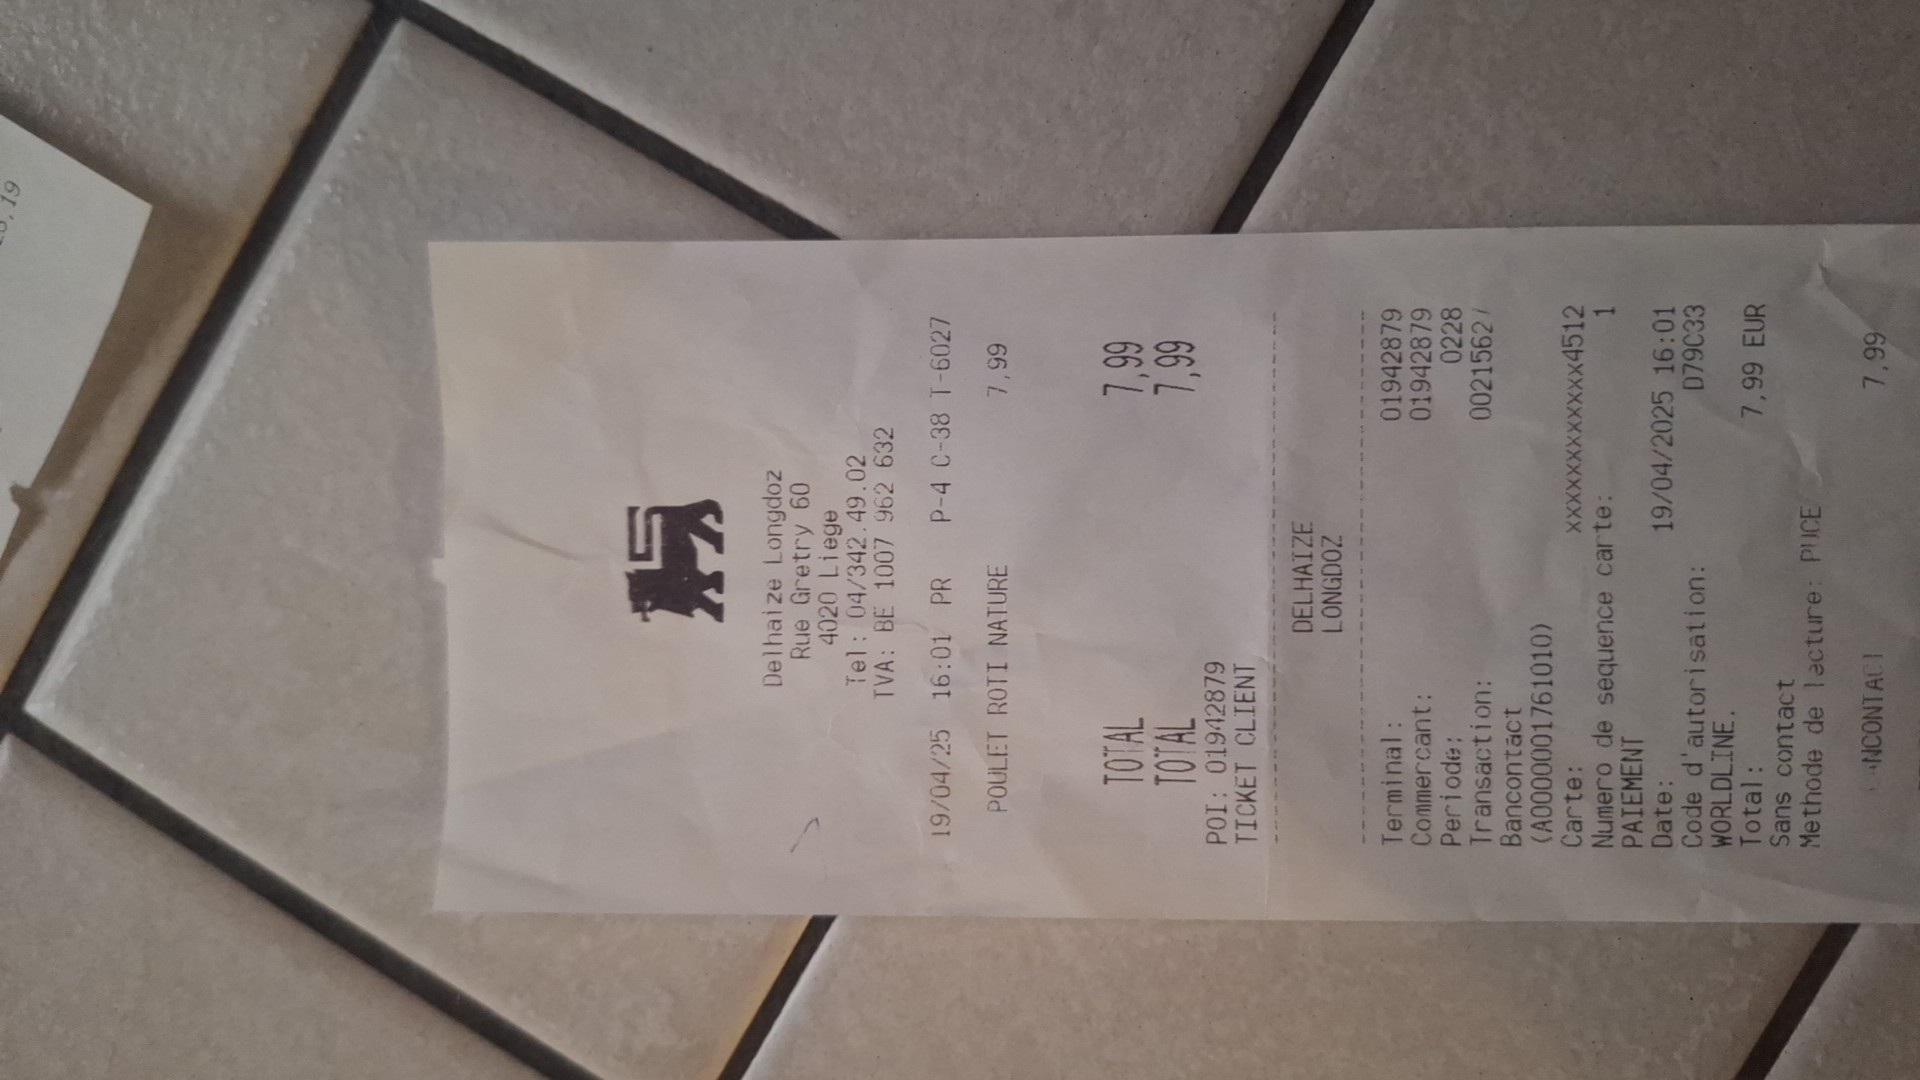 Delhaize Longdoz
Rue Gretry 60
4020 Liege
Tel: 04/342.49.02
TVA: BE 1007 962 632
19/04/25 16:01 PR P-4 C-38 T-6027
POULET ROTI NATURE 7,99
TOTAL 7,99
TOTAL 7,99
POI: 01942879
TICKET CLIENT
DELHAIZE
LONGDOZ
Terminal: 01942879
Commercant: 01942879
Periode: 0228
Transaction:
Bancontact
(A0000001761010)
Carte: xxxxxxxxxxxxx4512
Numero de sequence carte: 1
PAIEMENT
Date: 19/04/2025 16:01
Code d'autorisation: D79C33
WORLDLINE.
Total: 7,99 EUR
Sans contact
Methode de lecture: PUCE
7,99